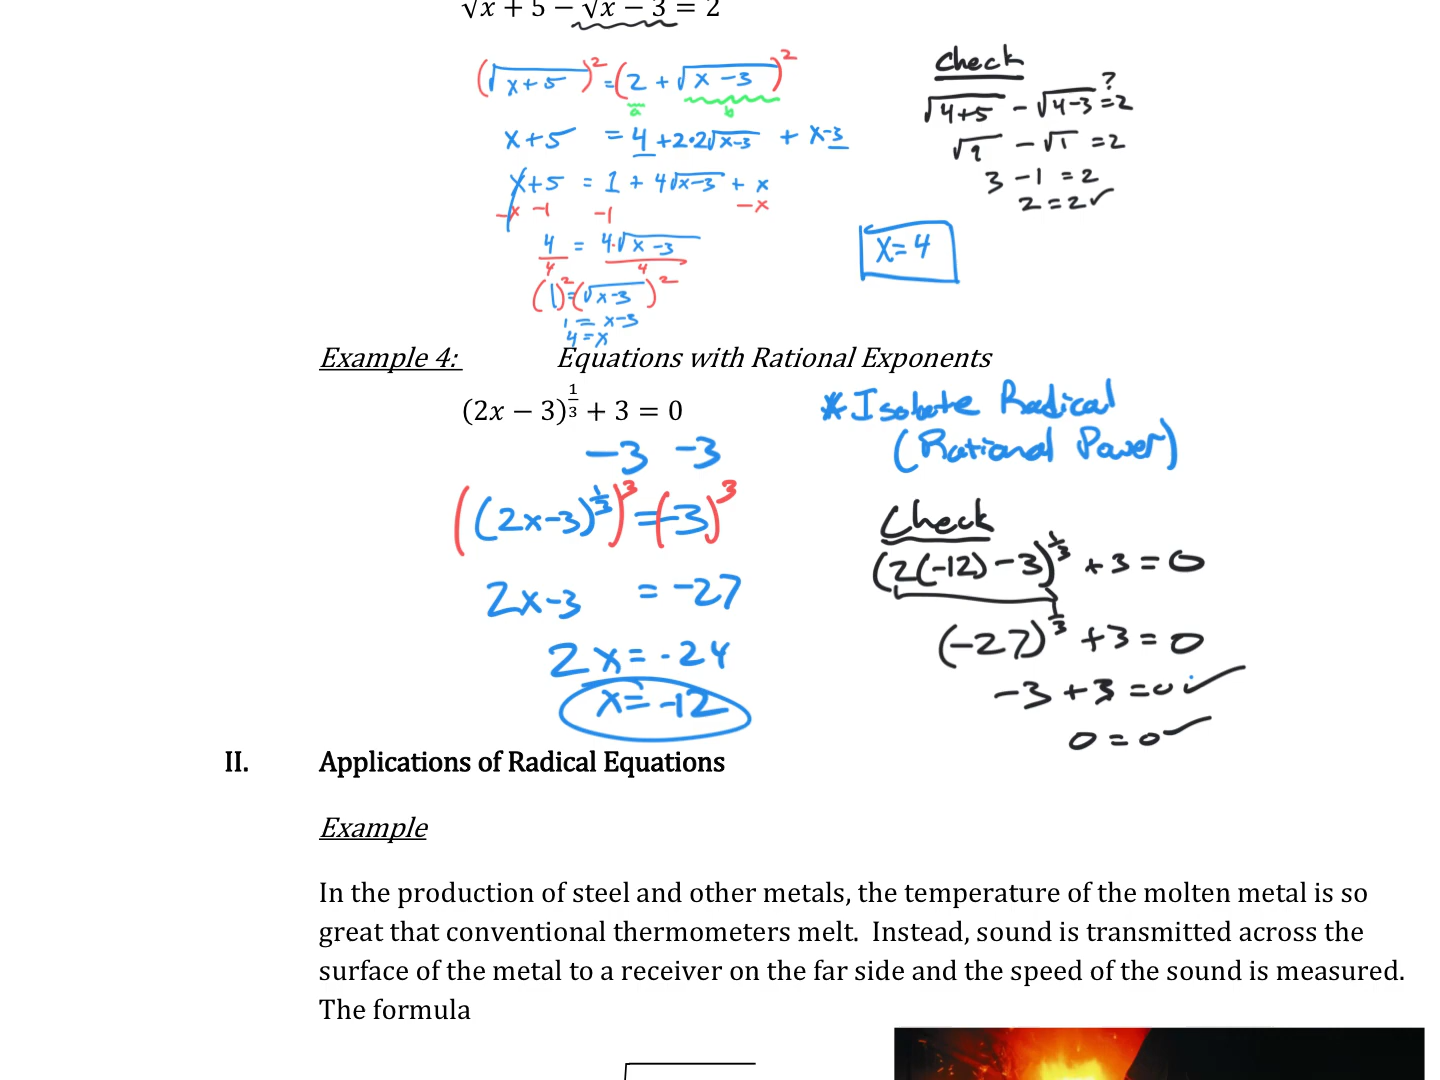 √x + 5 − √x − 3 = 2
(√x+5)² = (2 + √x−3)²
a b
x+5 = 4 + 2·2√x−3 + x−3
x+5 = 1 + 4√x−3 + x
−x −1 −1 −x
4 = 4·√x−3
4 4
(1)² = (√x−3)²
1 = x−3
4 = x
Check
√4+5 − √4−3 ?= 2
√9 − √1 = 2
3 − 1 = 2
2 = 2 ✓
x = 4
Example 4: Equations with Rational Exponents
(2x − 3)^(1/3) + 3 = 0
−3 −3
((2x−3)^(1/3))³ = (−3)³
2x−3 = −27
2x = −24
x = −12
* Isolate Radical
(Rational Power)
Check
(2(−12) − 3)^(1/3) + 3 = 0
(−27)^(1/3) + 3 = 0
−3 + 3 = 0 ✓
0 = 0 ✓
II. Applications of Radical Equations
Example
In the production of steel and other metals, the temperature of the molten metal is so
great that conventional thermometers melt. Instead, sound is transmitted across the
surface of the metal to a receiver on the far side and the speed of the sound is measured.
The formula